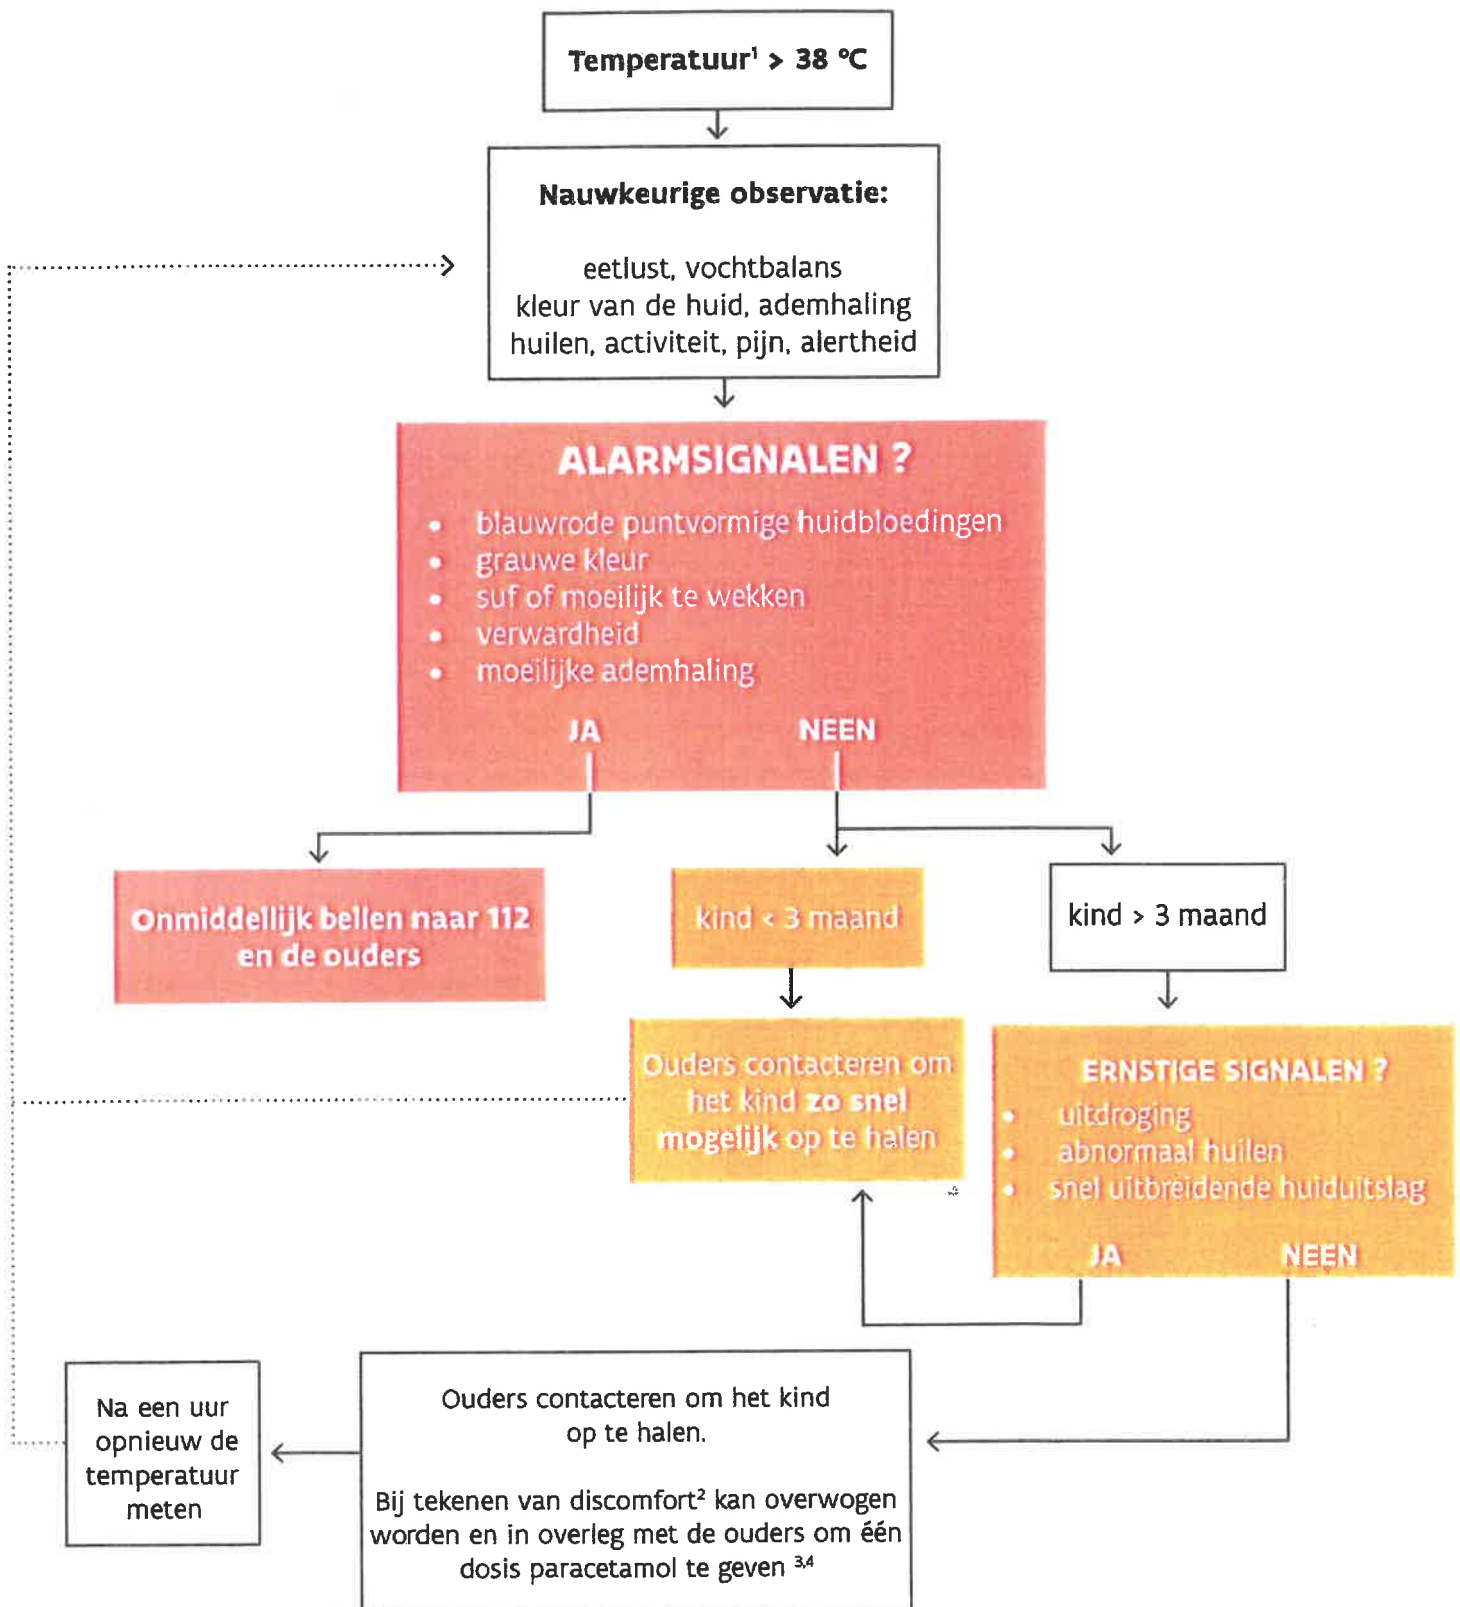 Temperatuur¹ > 38 °C
Nauwkeurige observatie:
eetlust, vochtbalans
kleur van de huid, ademhaling
huilen, activiteit, pijn, alertheid
ALARMSIGNALEN ?
• blauwrode puntvormige huidbloedingen
• grauwe kleur
• suf of moeilijk te wekken
• verwardheid
• moeilijke ademhaling
JA NEEN
Onmiddellijk bellen naar 112
en de ouders
kind < 3 maand
kind > 3 maand
Ouders contacteren om
het kind zo snel
mogelijk op te halen
ERNSTIGE SIGNALEN ?
• uitdroging
• abnormaal huilen
• snel uitbreidende huiduitslag
JA NEEN
Ouders contacteren om het kind
op te halen.
Bij tekenen van discomfort² kan overwogen
worden en in overleg met de ouders om één
dosis paracetamol te geven ³,⁴
Na een uur
opnieuw de
temperatuur
meten